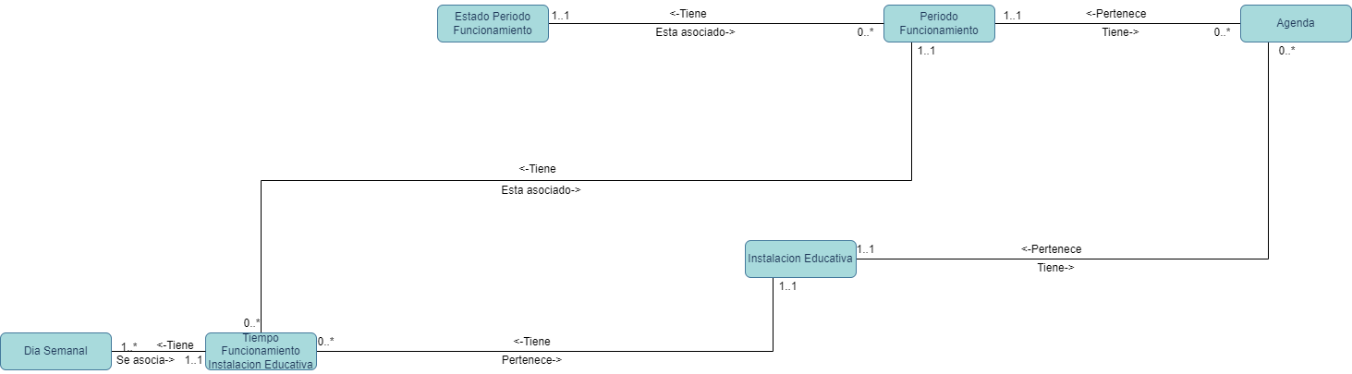 Estado Periodo
Funcionamiento
1..1
<-Tiene
Esta asociado->
0..*
Periodo
Funcionamiento
1..1
<-Pertenece
Tiene->
0..*
Agenda
1..1
0..*
<-Tiene
Esta asociado->
Instalacion Educativa
1..1
<-Pertenece
Tiene->
1..1
0..*
Dia Semanal
1..*
<-Tiene
Se asocia->
1..1
Tiempo
Funcionamiento
Instalacion Educativa
0..*
<-Tiene
Pertenece->